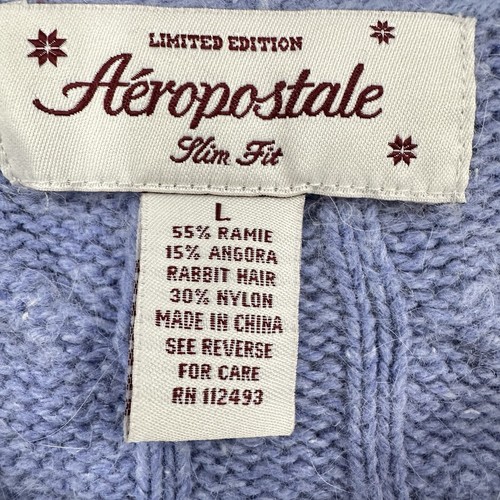 LIMITED EDITION
Aéropostale
Slim Fit
L
55% RAMIE
15% ANGORA
RABBIT HAIR
30% NYLON
MADE IN CHINA
SEE REVERSE
FOR CARE
RN 112493